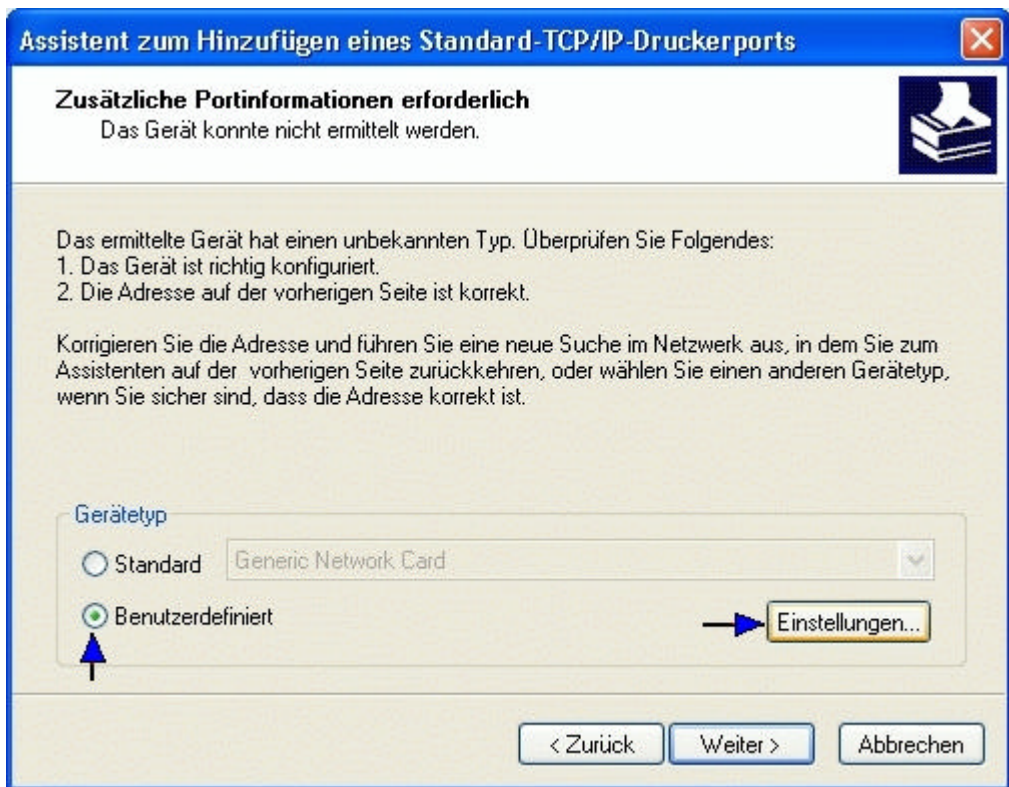 Assistent zum Hinzufügen eines Standard-TCP/IP-Druckerports
Zusätzliche Portinformationen erforderlich
Das Gerät konnte nicht ermittelt werden.
Das ermittelte Gerät hat einen unbekannten Typ. Überprüfen Sie Folgendes:
1. Das Gerät ist richtig konfiguriert.
2. Die Adresse auf der vorherigen Seite ist korrekt.
Korrigieren Sie die Adresse und führen Sie eine neue Suche im Netzwerk aus, in dem Sie zum
Assistenten auf der vorherigen Seite zurückkehren, oder wählen Sie einen anderen Gerätetyp,
wenn Sie sicher sind, dass die Adresse korrekt ist.
Gerätetyp
Standard Generic Network Card
Benutzerdefiniert Einstellungen...
< Zurück Weiter > Abbrechen